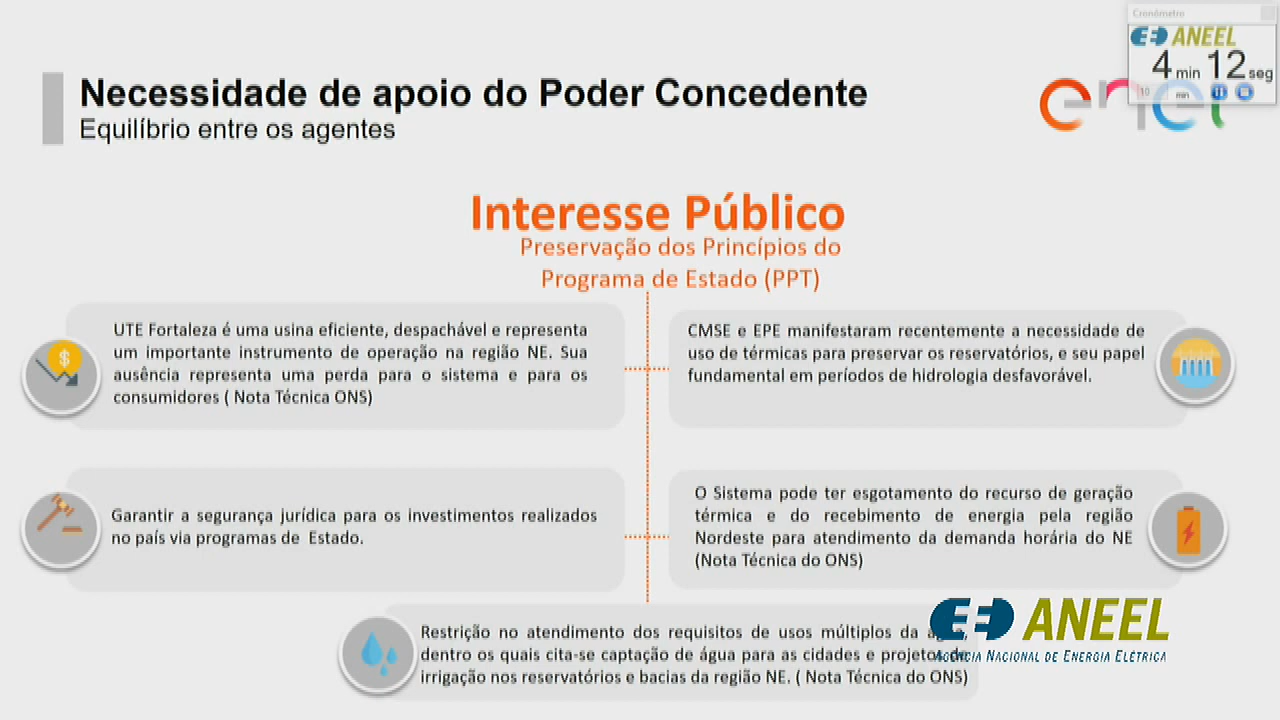 Cronômetro
ANEEL
4 min 12 seg
10 min
Necessidade de apoio do Poder Concedente
Equilíbrio entre os agentes
enel
Interesse Público
Preservação dos Princípios do
Programa de Estado (PPT)
UTE Fortaleza é uma usina eficiente, despachável e representa
um importante instrumento de operação na região NE. Sua
ausência representa uma perda para o sistema e para os
consumidores ( Nota Técnica ONS)
CMSE e EPE manifestaram recentemente a necessidade de
uso de térmicas para preservar os reservatórios, e seu papel
fundamental em períodos de hidrologia desfavorável.
Garantir a segurança jurídica para os investimentos realizados
no país via programas de Estado.
O Sistema pode ter esgotamento do recurso de geração
térmica e do recebimento de energia pela região
Nordeste para atendimento da demanda horária do NE
(Nota Técnica do ONS)
Restrição no atendimento dos requisitos de usos múltiplos da
dentro os quais cita-se captação de água para as cidades e
irrigação nos reservatórios e bacias da região NE. ( Nota Técnica do ONS)
ANEEL
Agência Nacional de Energia Elétrica